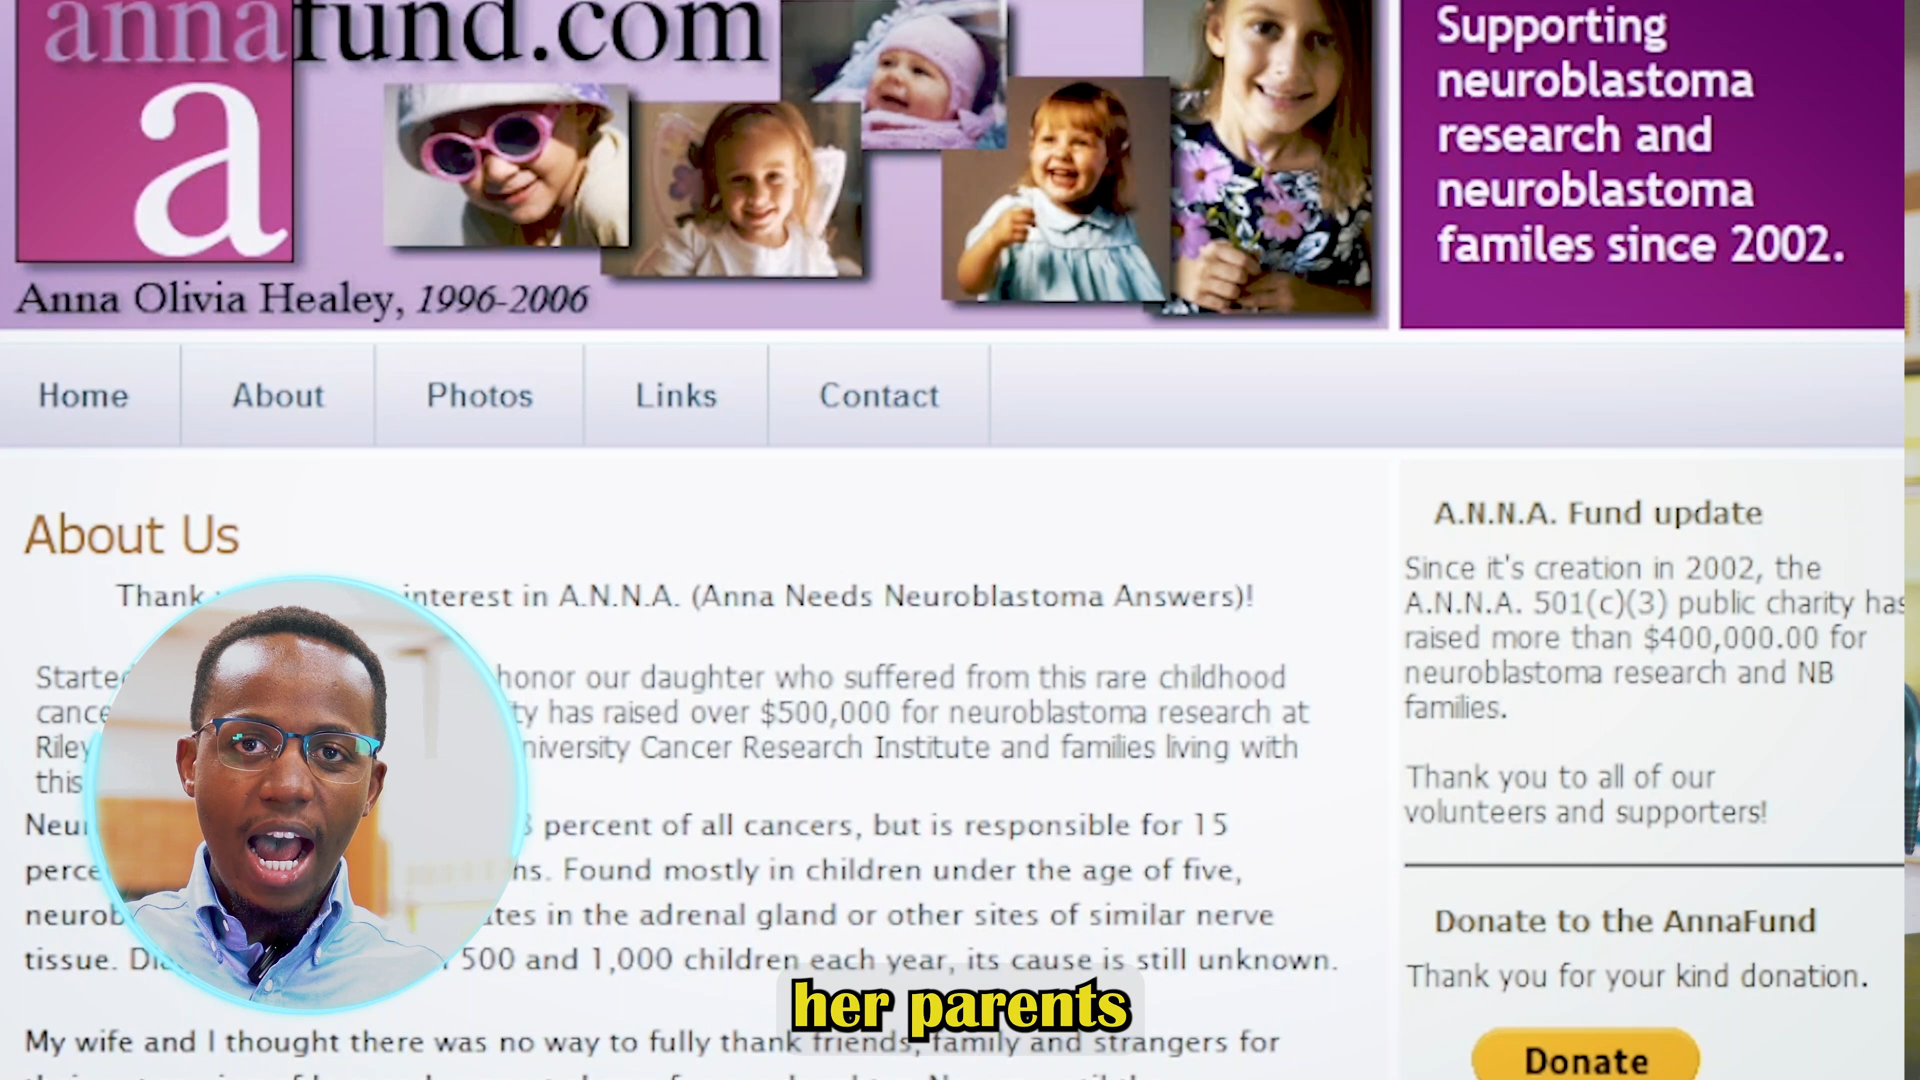 annafund.com
a
Anna Olivia Healey, 1996-2006
Supporting
neuroblastoma
research and
neuroblastoma
familes since 2002.
Home
About
Photos
Links
Contact
About Us
Thank interest in A.N.N.A. (Anna Needs Neuroblastoma Answers)!
honor our daughter who suffered from this rare childhood
has raised over $500,000 for neuroblastoma research at
Riley University Cancer Research Institute and families living with
this
percent of all cancers, but is responsible for 15
Found mostly in children under the age of five,
in the adrenal gland or other sites of similar nerve
tissue. 500 and 1,000 children each year, its cause is still unknown.
My wife and I thought there was no way to fully thank friends, family and strangers for
her parents
A.N.N.A. Fund update
Since it's creation in 2002, the
A.N.N.A. 501(c)(3) public charity has
raised more than $400,000.00 for
neuroblastoma research and NB
families.
Thank you to all of our
volunteers and supporters!
Donate to the AnnaFund
Thank you for your kind donation.
Donate